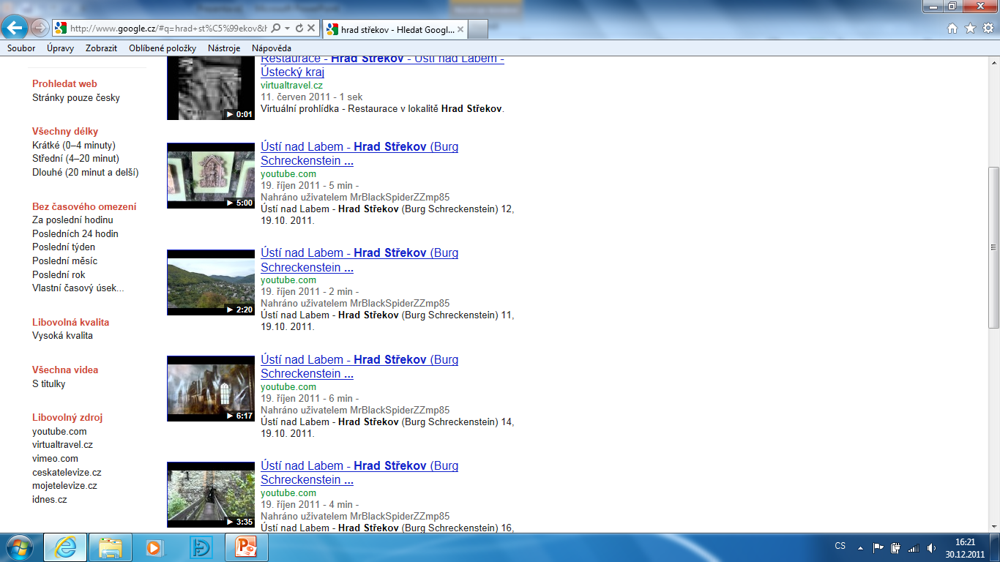 http://www.google.cz/#q=hrad+st%C5%99ekov&h
hrad střekov - Hledat Googl...
Soubor Úpravy Zobrazit Oblíbené položky Nástroje Nápověda
Prohledat web
Stránky pouze česky
Všechny délky
Krátké (0–4 minuty)
Střední (4–20 minut)
Dlouhé (20 minut a delší)
Bez časového omezení
Za poslední hodinu
Posledních 24 hodin
Poslední týden
Poslední měsíc
Poslední rok
Vlastní časový úsek...
Libovolná kvalita
Vysoká kvalita
Všechna videa
S titulky
Libovolný zdroj
youtube.com
virtualtravel.cz
vimeo.com
ceskatelevize.cz
mojetelevize.cz
idnes.cz
Restaurace - Hrad Střekov - Ústí nad Labem -
Ústecký kraj
virtualtravel.cz
11. červen 2011 - 1 sek
Virtuální prohlídka - Restaurace v lokalitě Hrad Střekov.
0:01
Ústí nad Labem - Hrad Střekov (Burg
Schreckenstein ...
youtube.com
19. říjen 2011 - 5 min -
Nahráno uživatelem MrBlackSpiderZZmp85
Ústí nad Labem - Hrad Střekov (Burg Schreckenstein) 12,
19.10. 2011.
5:00
Ústí nad Labem - Hrad Střekov (Burg
Schreckenstein ...
youtube.com
19. říjen 2011 - 2 min -
Nahráno uživatelem MrBlackSpiderZZmp85
Ústí nad Labem - Hrad Střekov (Burg Schreckenstein) 11,
19.10. 2011.
2:20
Ústí nad Labem - Hrad Střekov (Burg
Schreckenstein ...
youtube.com
19. říjen 2011 - 6 min -
Nahráno uživatelem MrBlackSpiderZZmp85
Ústí nad Labem - Hrad Střekov (Burg Schreckenstein) 14,
19.10. 2011.
6:17
Ústí nad Labem - Hrad Střekov (Burg
Schreckenstein ...
youtube.com
19. říjen 2011 - 4 min -
Nahráno uživatelem MrBlackSpiderZZmp85
Ústí nad Labem - Hrad Střekov (Burg Schreckenstein) 16,
3:35
CS
16:21
30.12.2011